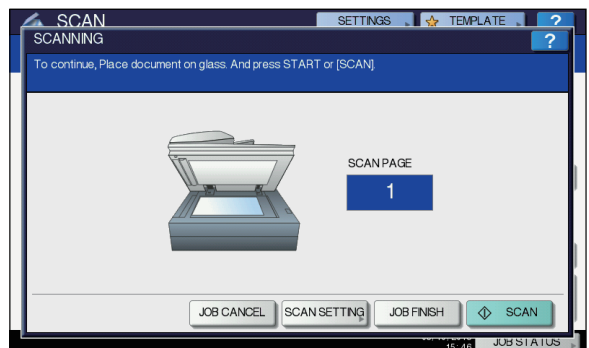 SCAN
SETTINGS
TEMPLATE
?
SCANNING
?
To continue, Place document on glass. And press START or [SCAN].
SCAN PAGE
1
JOB CANCEL
SCAN SETTING
JOB FINISH
SCAN
15:46
JOB STATUS